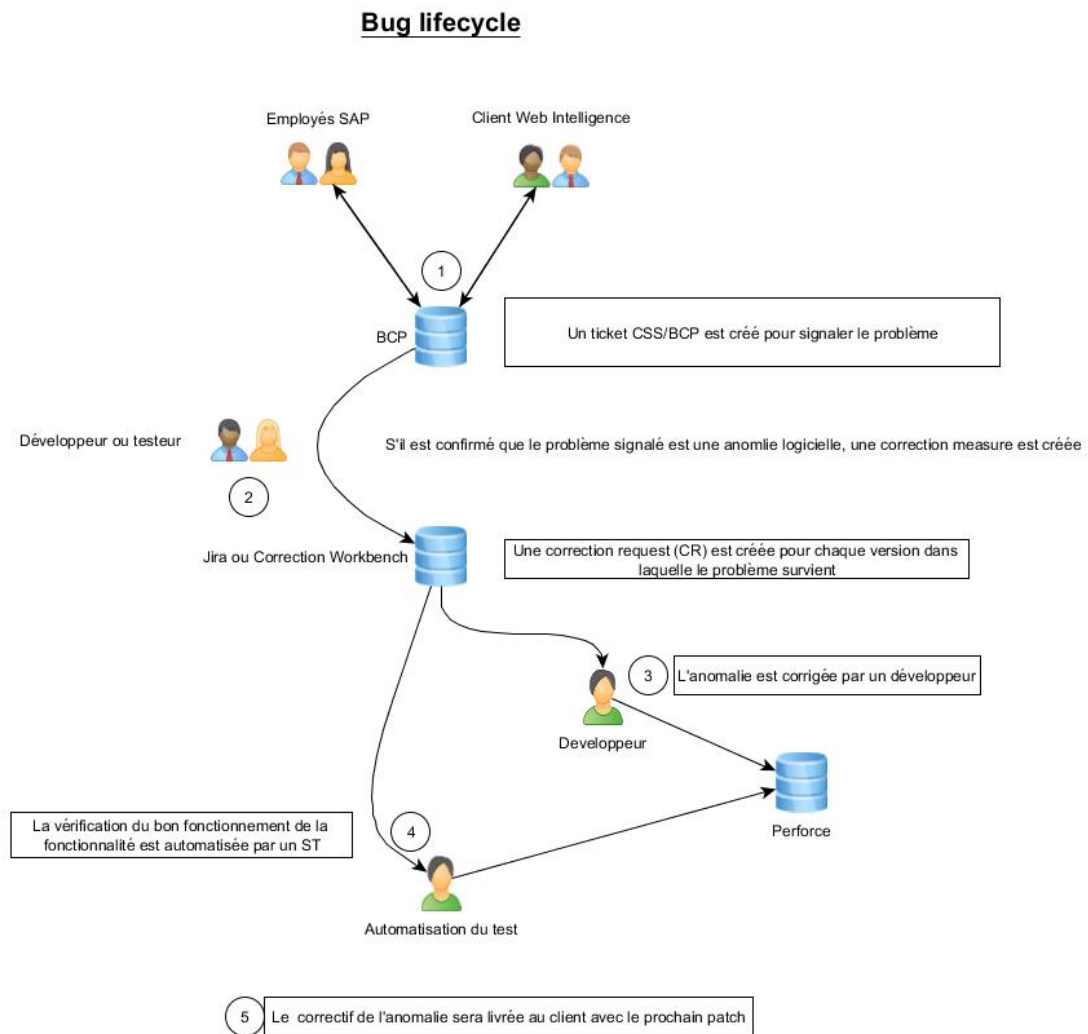 Bug lifecycle
Employés SAP
Client Web Intelligence
1
BCP
Un ticket CSS/BCP est créé pour signaler le problème
Développeur ou testeur
S'il est confirmé que le problème signalé est une anomlie logicielle, une correction measure est créée
2
Jira ou Correction Workbench
Une correction request (CR) est créée pour chaque version dans
laquelle le problème survient
3
L'anomalie est corrigée par un développeur
Developpeur
Perforce
La vérification du bon fonctionnement de la
fonctionnalité est automatisée par un ST
4
Automatisation du test
5
Le correctif de l'anomalie sera livrée au client avec le prochain patch